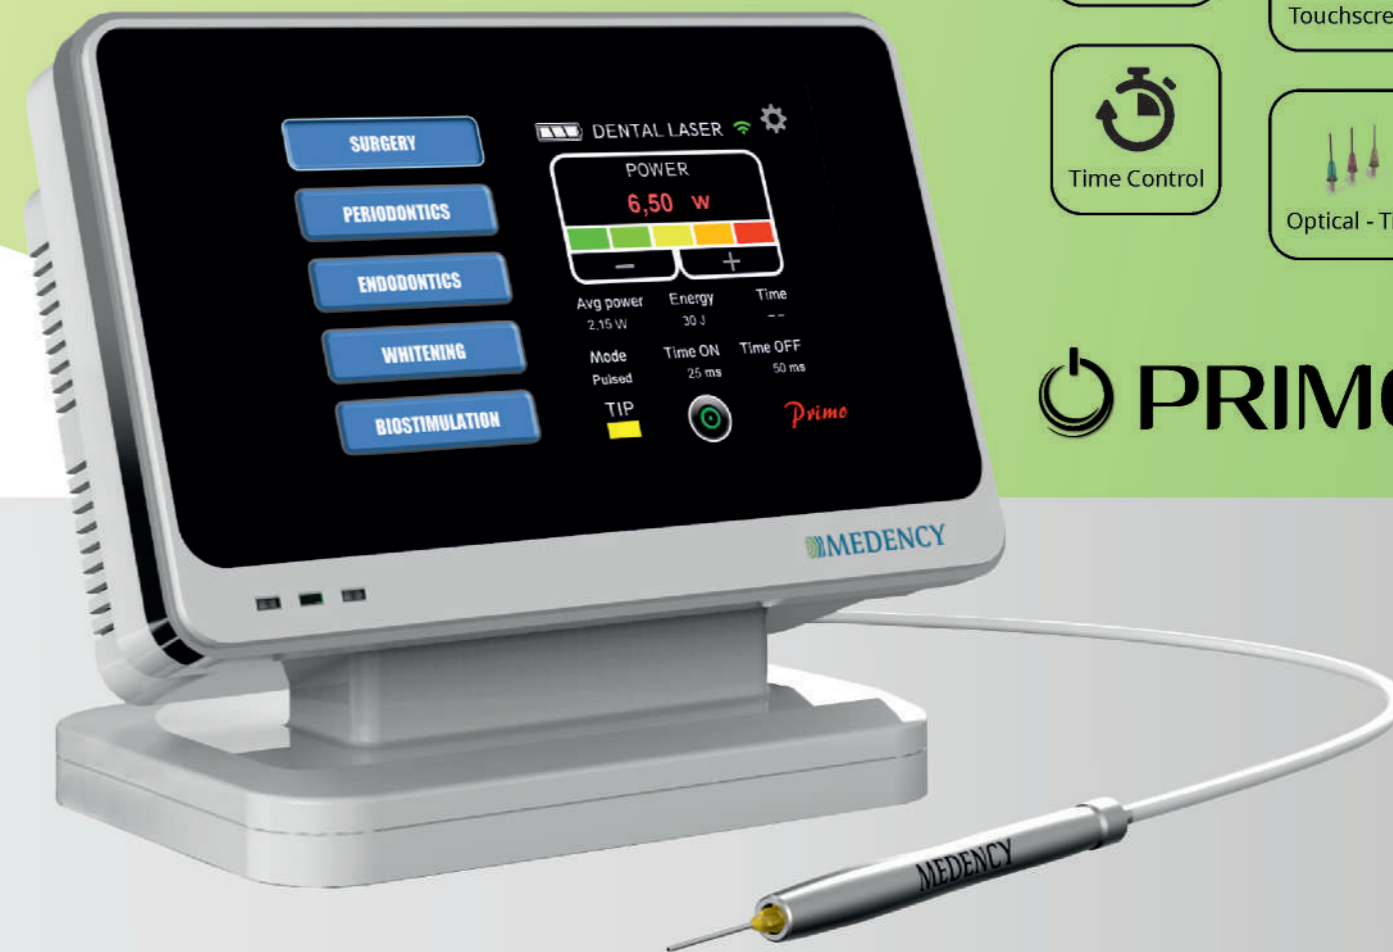 SURGERY
PERIODONTICS
ENDODONTICS
WHITENING
BIOSTIMULATION
DENTAL LASER
POWER
6,50 W
− +
Avg power Energy Time
2,15 W 30 J --
Mode Time ON Time OFF
Pulsed 25 ms 50 ms
TIP
Primo
MEDENCY
MEDENCY
Touchscre
Time Control
Optical - T
PRIMO